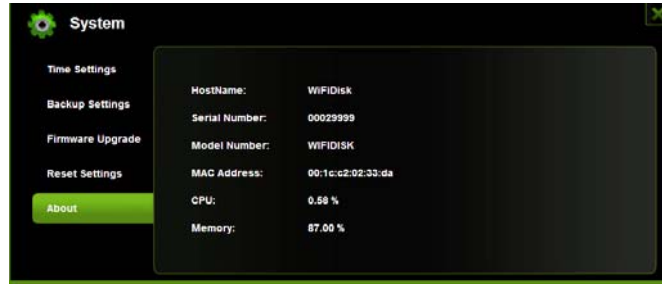 System
Time Settings
Backup Settings
Firmware Upgrade
Reset Settings
About
HostName: WiFiDisk
Serial Number: 00029999
Model Number: WIFIDISK
MAC Address: 00:1c:c2:02:33:da
CPU: 0.58 %
Memory: 87.00 %